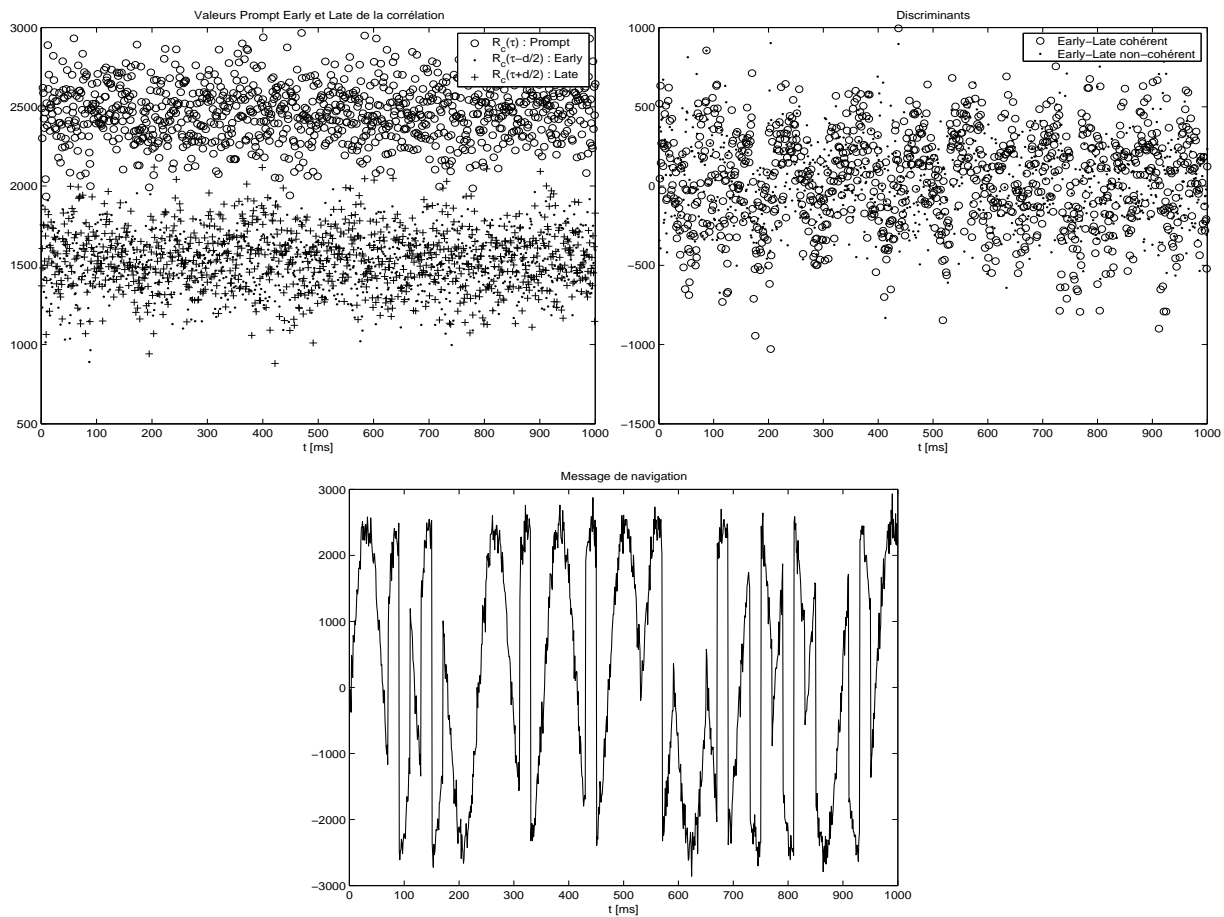 Valeurs Prompt Early et Late de la corrélation
3000
2500
2000
1500
1000
500
R_c(τ) : Prompt
R_c(τ−d/2) : Early
R_c(τ+d/2) : Late
0 100 200 300 400 500 600 700 800 900 1000
t [ms]
Discriminants
1000
500
0
−500
−1000
−1500
Early−Late cohérent
Early−Late non−cohérent
0 100 200 300 400 500 600 700 800 900 1000
t [ms]
Message de navigation
3000
2000
1000
0
−1000
−2000
−3000
0 100 200 300 400 500 600 700 800 900 1000
t [ms]